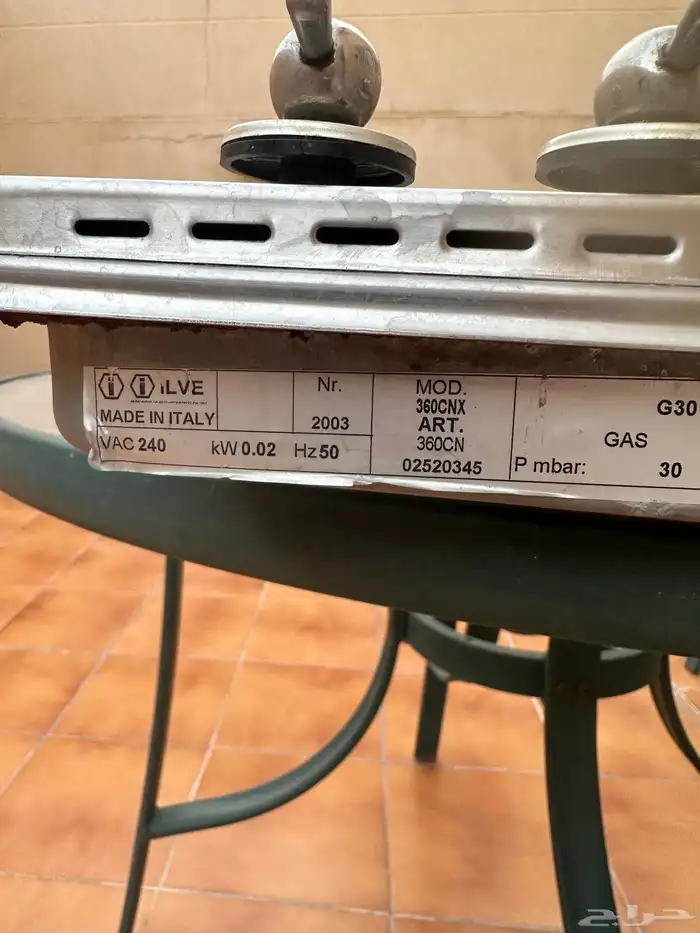 iLVE
MADE IN ITALY
VAC 240 kW 0.02 Hz 50
Nr.
2003
MOD.
360CNX
ART.
360CN
02520345
G30
GAS
P mbar: 30
حراج